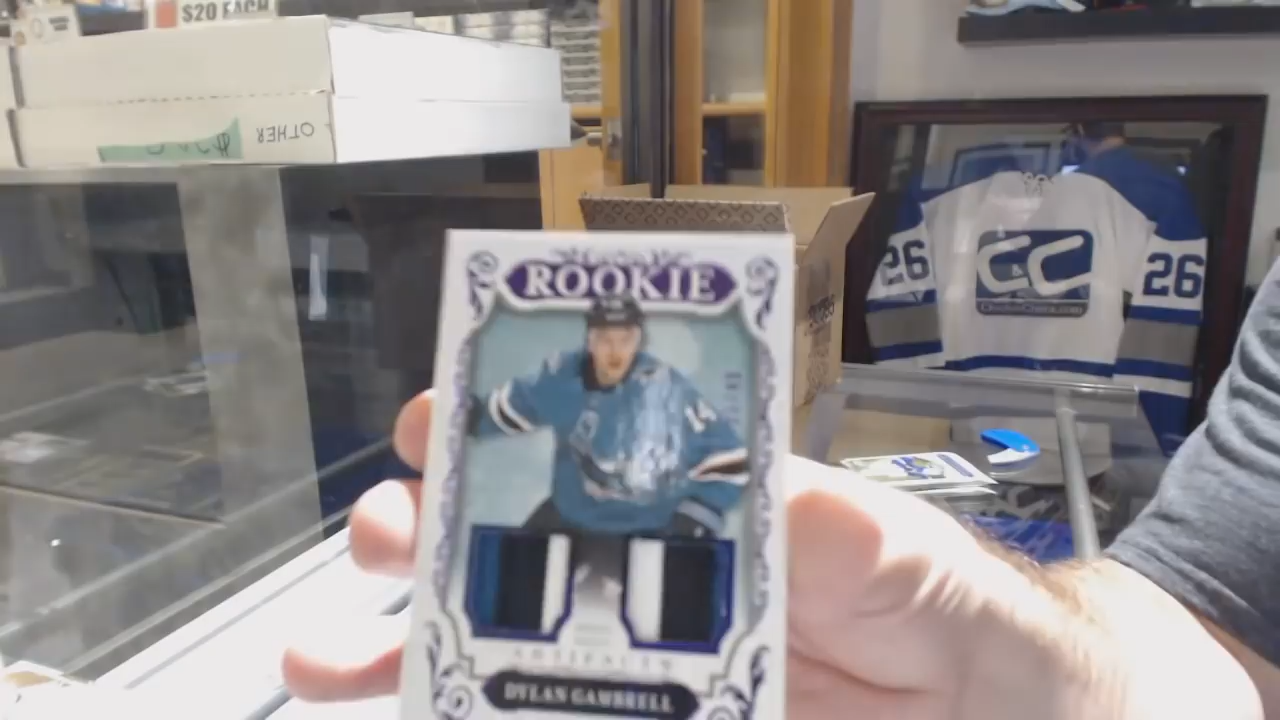 $20 EACH
OTHER
26
C&C
26
ROOKIE
14
ARTIFACTS
DYLAN GAMBRELL